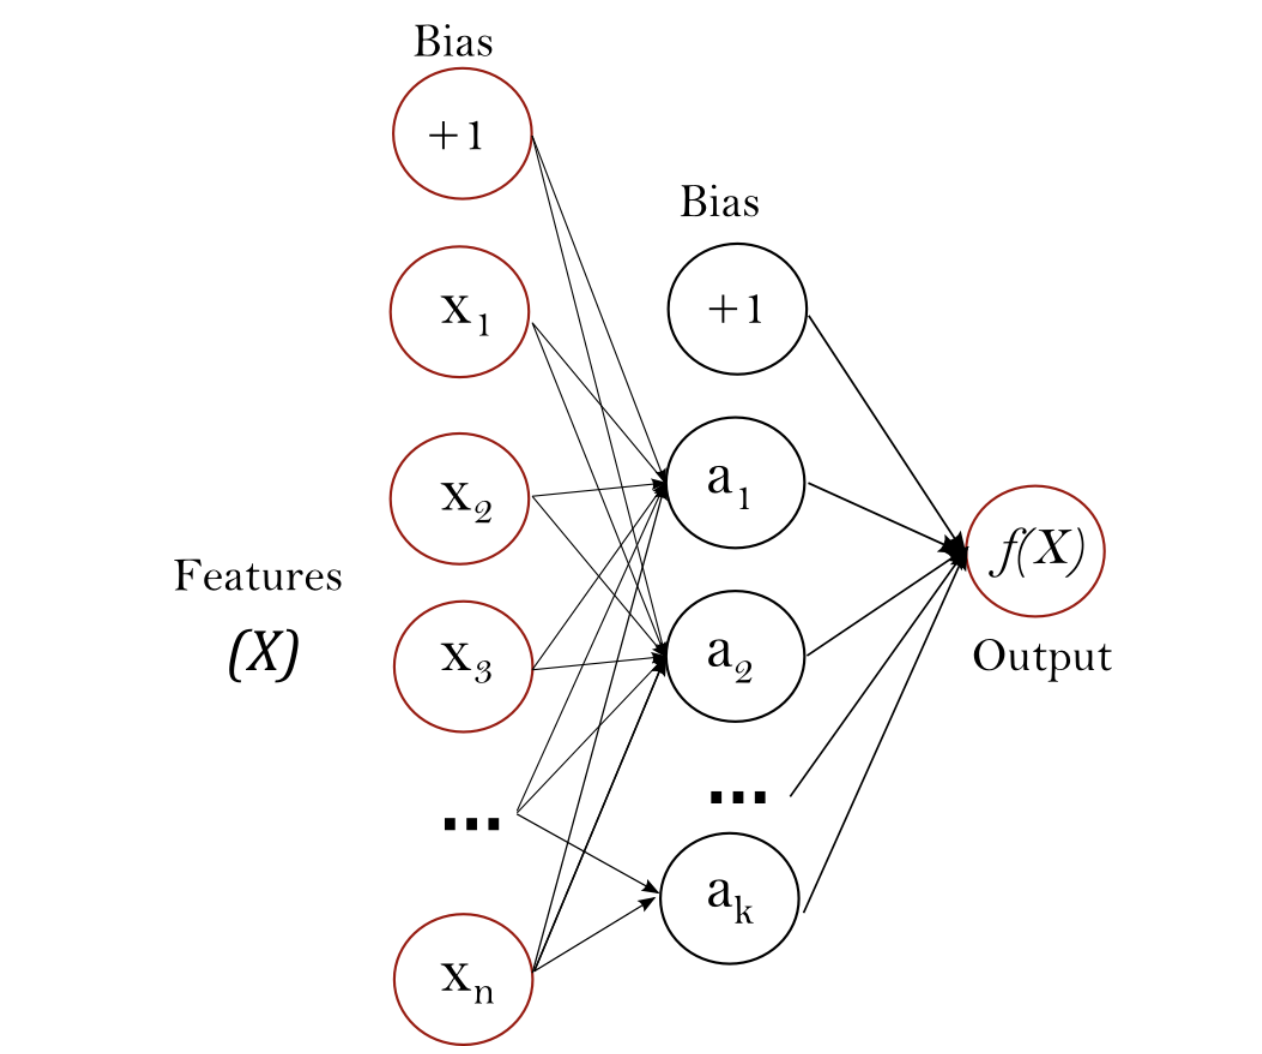 Bias
+1
Bias
x₁
+1
x₂
a₁
Features
(X)
x₃
a₂
f(X)
Output
...
...
aₖ
xₙ